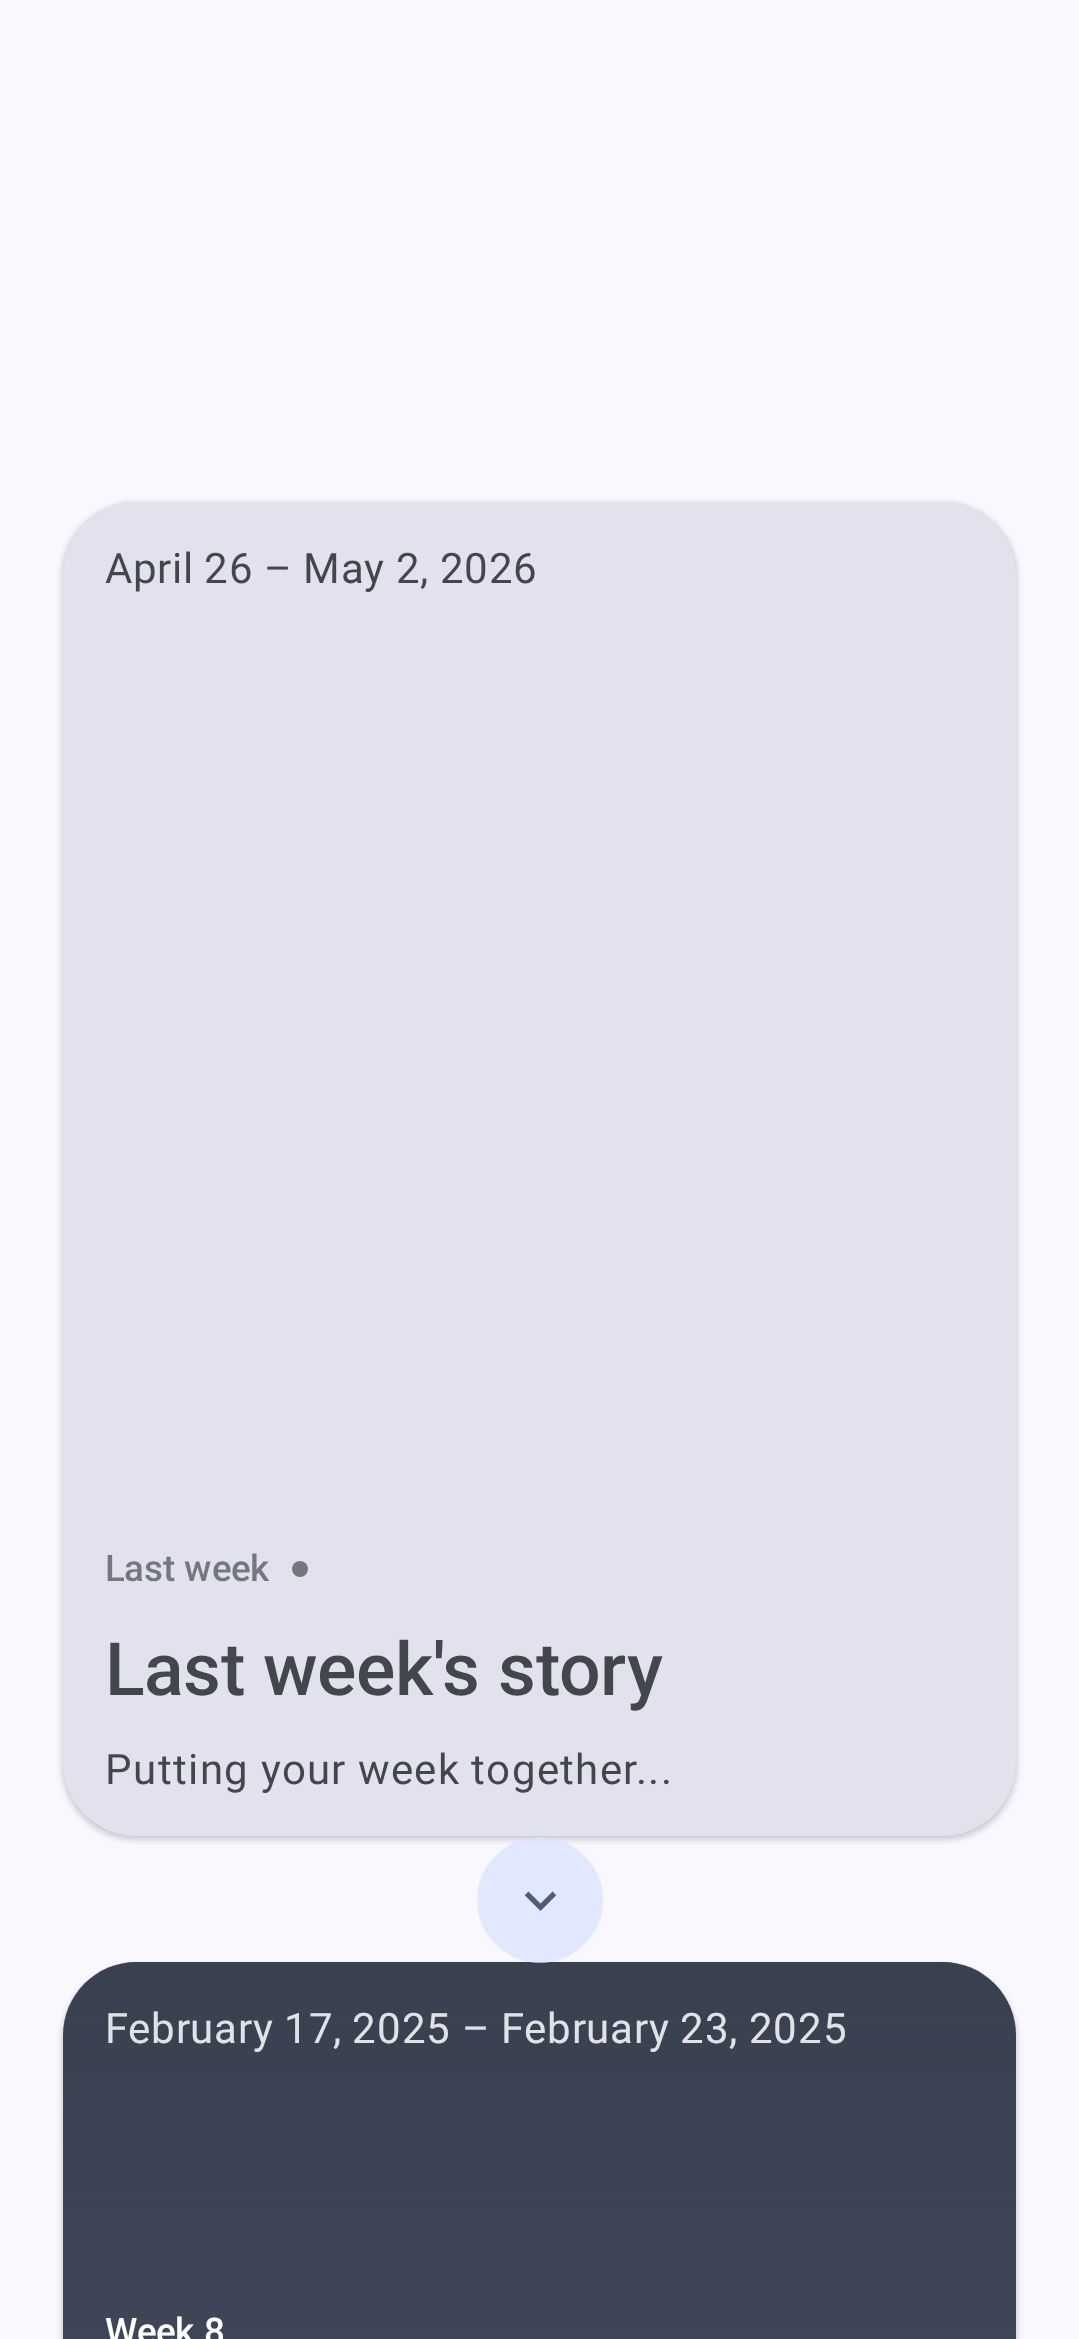 April 26 – May 2, 2026
Last week
Last week's story
Putting your week together...
February 17, 2025 – February 23, 2025
Week 8